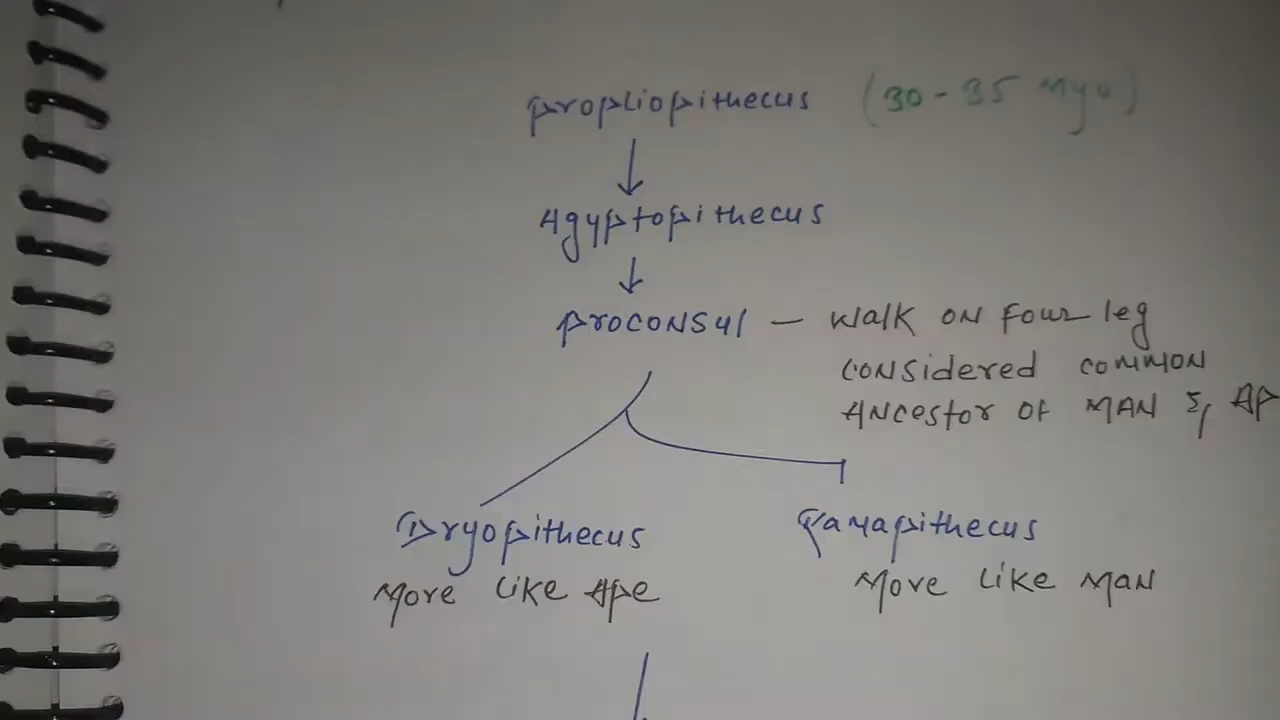 Propliopithecus (30-35 Myo)
Agyptopithecus
Proconsul — Walk on four leg
considered common
Ancestor of MAN & Ap
Dryopithecus
Ramapithecus
More like Ape
More like MAN